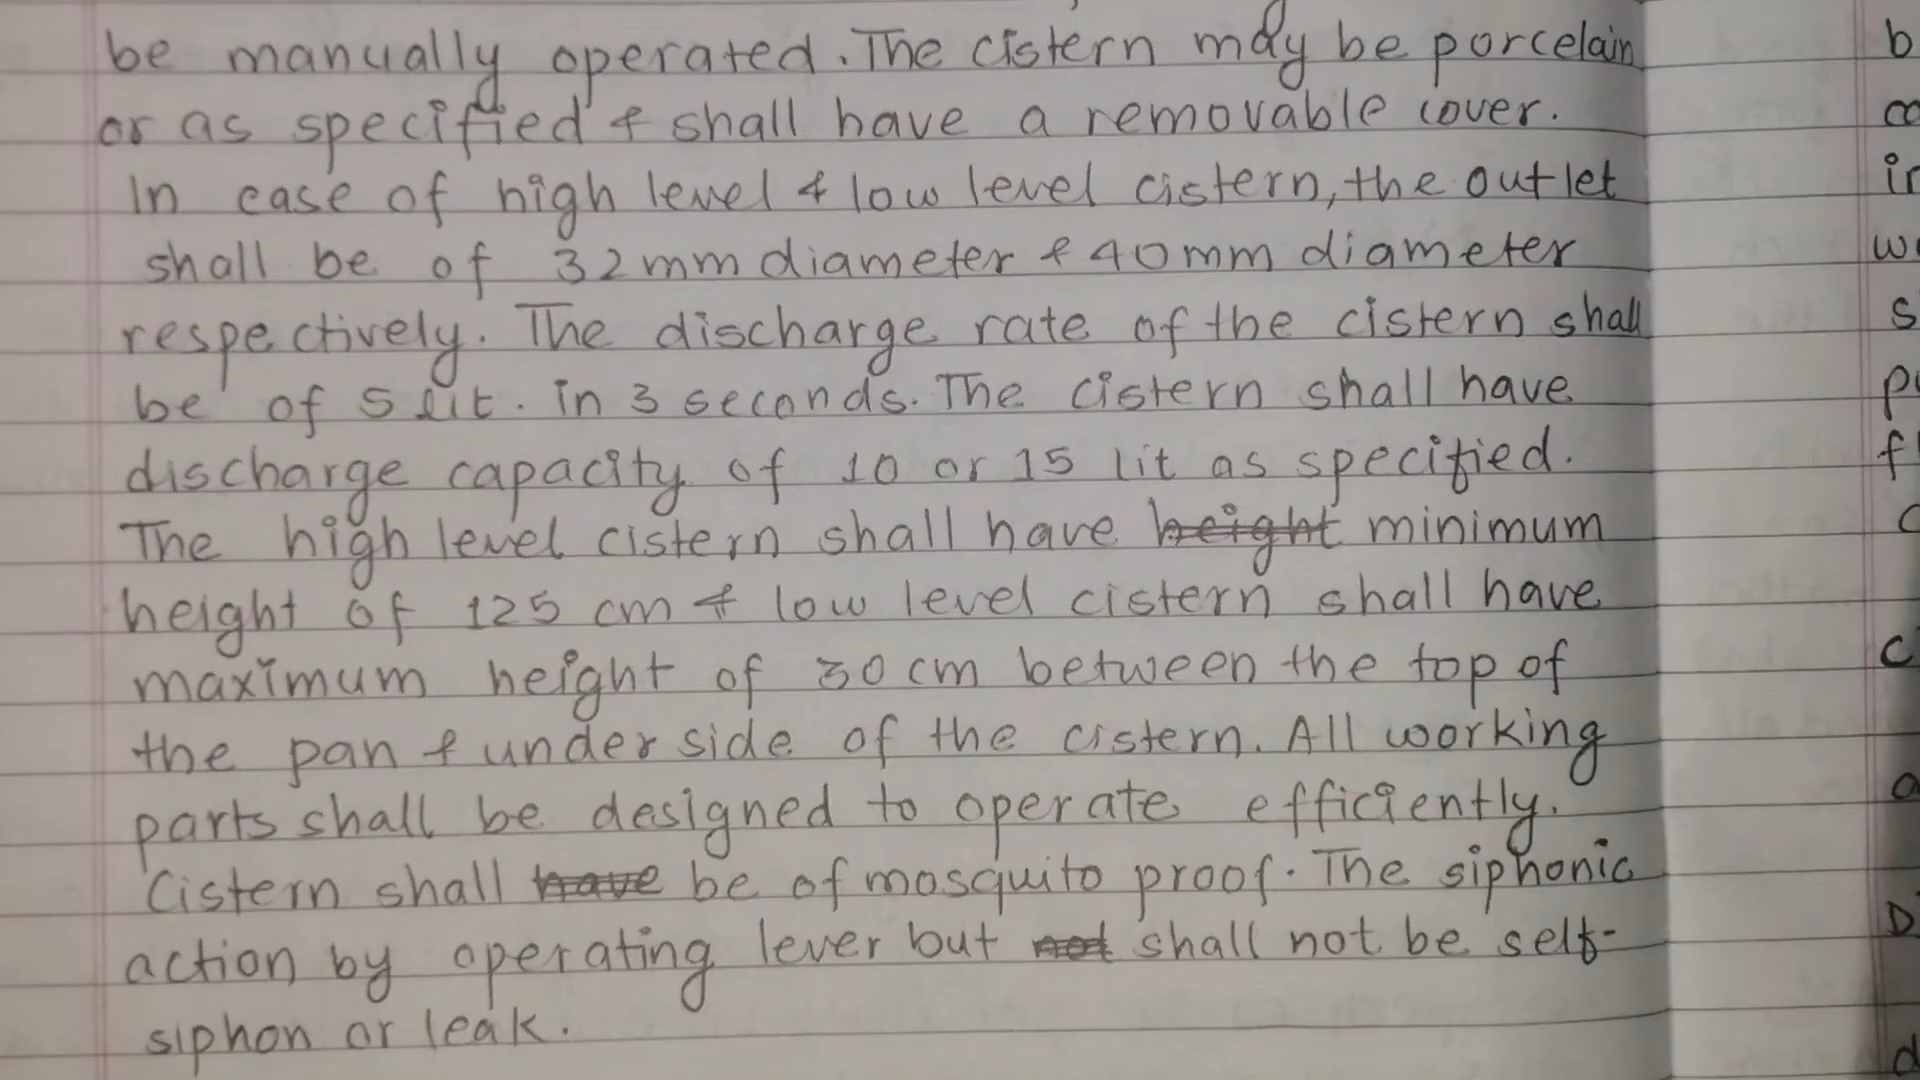 be manually operated. The cistern may be porcelain
or as specified & shall have a removable cover.
In case of high level & low level cistern, the outlet
shall be of 32mm diameter & 40mm diameter
respectively. The discharge rate of the cistern shall
be of 5 lit. in 3 seconds. The cistern shall have
discharge capacity of 10 or 15 lit as specified.
The high level cistern shall have height minimum
height of 125 cm & low level cistern shall have
maximum height of 30 cm between the top of
the pan & under side of the cistern. All working
parts shall be designed to operate efficiently.
Cistern shall have be of mosquito proof. The siphonic
action by operating lever but not shall not be self-
siphon or leak.